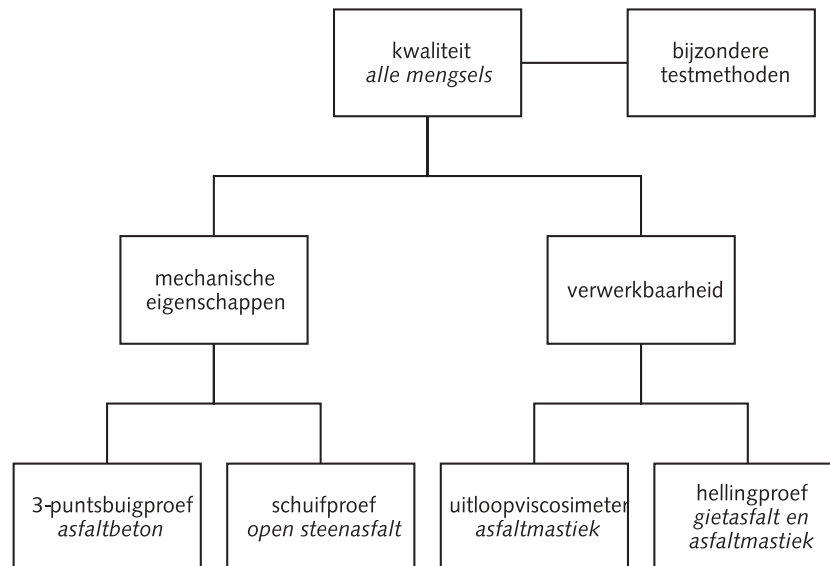 kwaliteit
alle mengsels
bijzondere
testmethoden
mechanische
eigenschappen
verwerkbaarheid
3-puntsbuigproef
asfaltbeton
schuifproef
open steenasfalt
uitloopviscosimeter
asfaltmastiek
hellingproef
gietasfalt en
asfaltmastiek